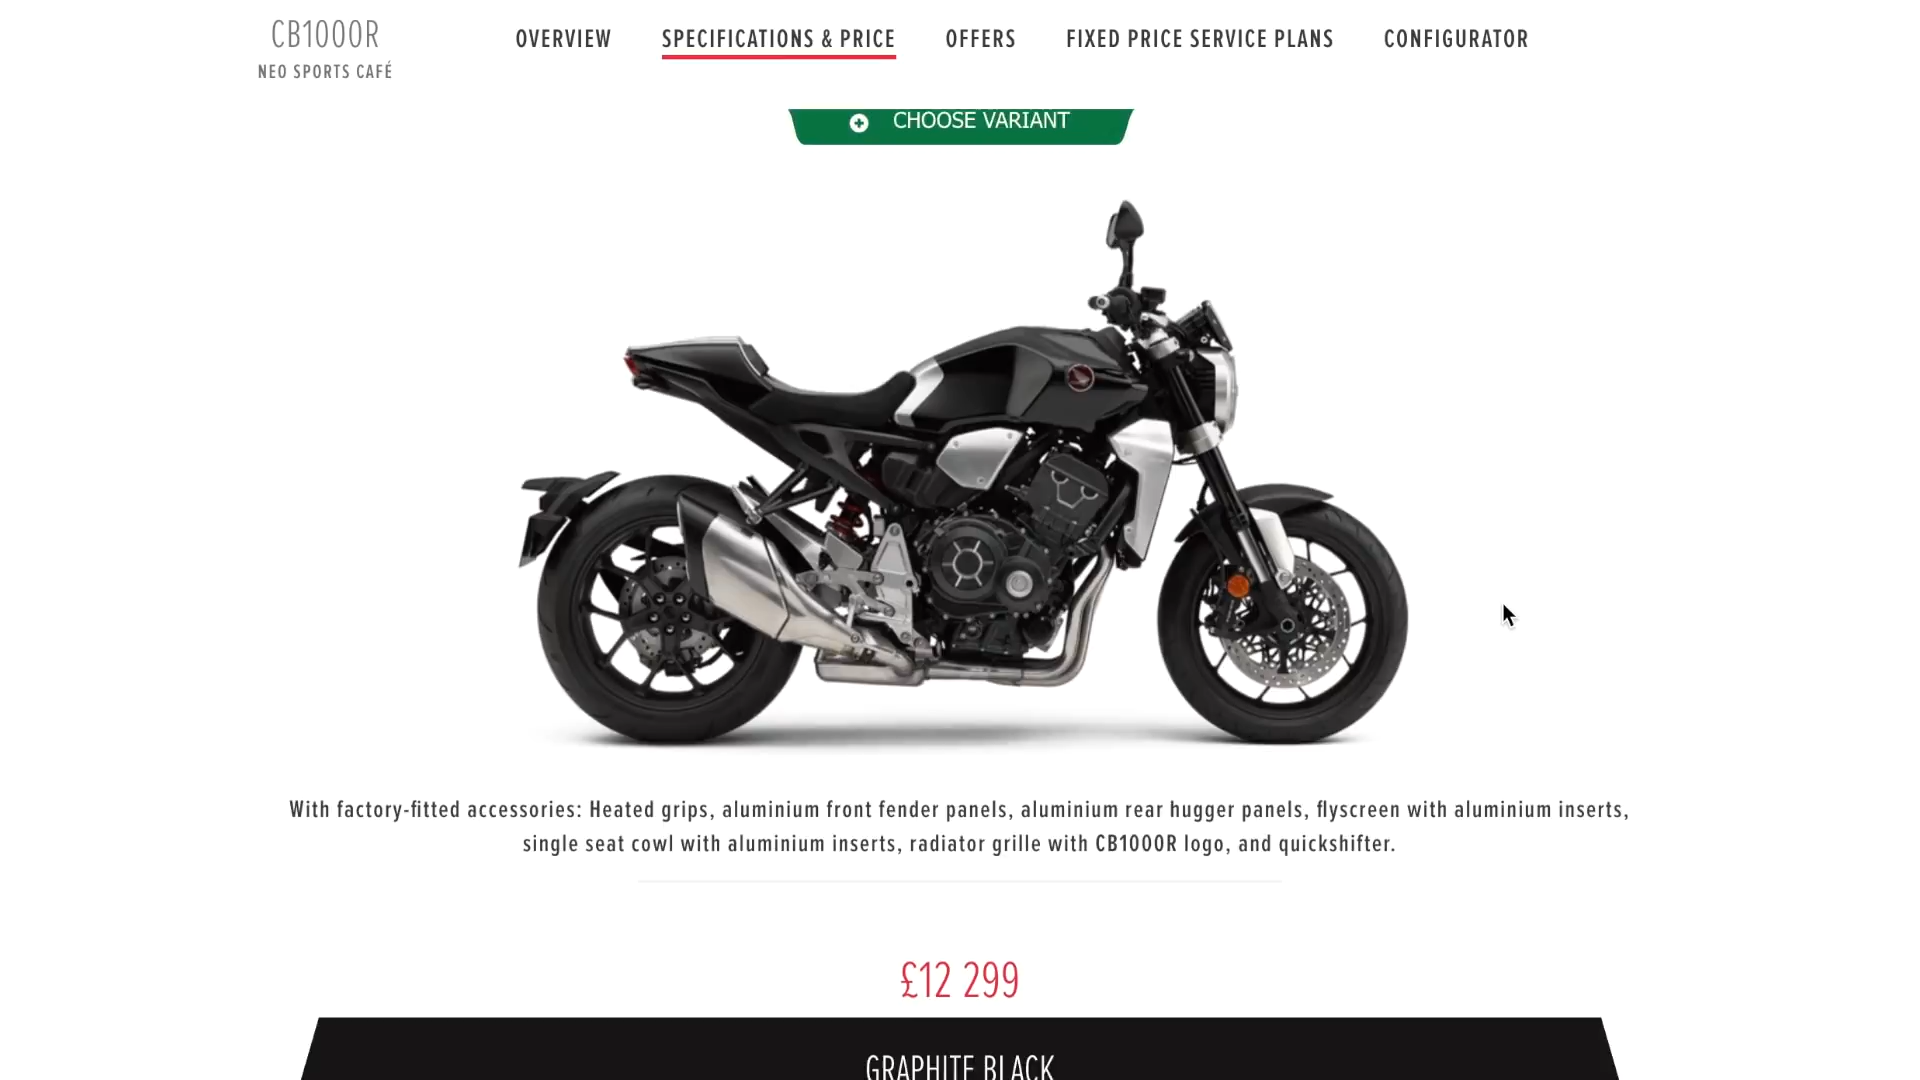 CB1000R
NEO SPORTS CAFÉ
OVERVIEW
SPECIFICATIONS & PRICE
OFFERS
FIXED PRICE SERVICE PLANS
CONFIGURATOR
CHOOSE VARIANT
With factory-fitted accessories: Heated grips, aluminium front fender panels, aluminium rear hugger panels, flyscreen with aluminium inserts,
single seat cowl with aluminium inserts, radiator grille with CB1000R logo, and quickshifter.
£12 299
GRAPHITE BLACK